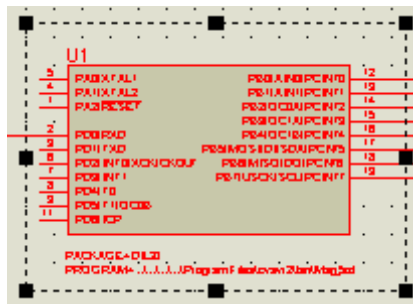 U1
5 PA0/XTAL1
4 PA1/XTAL2
1 PA2/RESET
2 PD0/RXD
3 PD1/TXD
6 PD2/INT0/XCK/CKOUT
7 PD3/INT1
8 PD4/T0
9 PD5/T1/OC0B
11 PD6/ICP
PB0/AIN0/PCINT0 12
PB1/AIN1/PCINT1 13
PB2/OC0A/PCINT2 14
PB3/OC1A/PCINT3 15
PB4/OC1B/PCINT4 16
PB5/MOSI/DI/SDA/PCINT5 17
PB6/MISO/DO/PCINT6 18
PB7/USCK/SCL/PCINT7 19
PACKAGE=DIL20